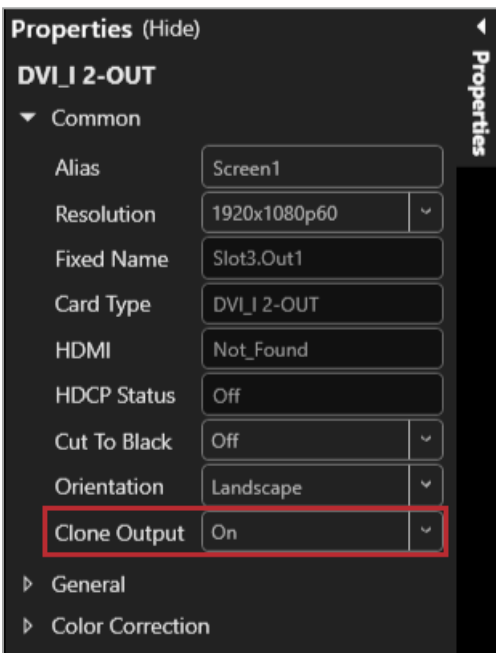 Properties (Hide)
Properties
DVI_I 2-OUT
Common
Alias Screen1
Resolution 1920x1080p60
Fixed Name Slot3.Out1
Card Type DVI_I 2-OUT
HDMI Not_Found
HDCP Status Off
Cut To Black Off
Orientation Landscape
Clone Output On
General
Color Correction